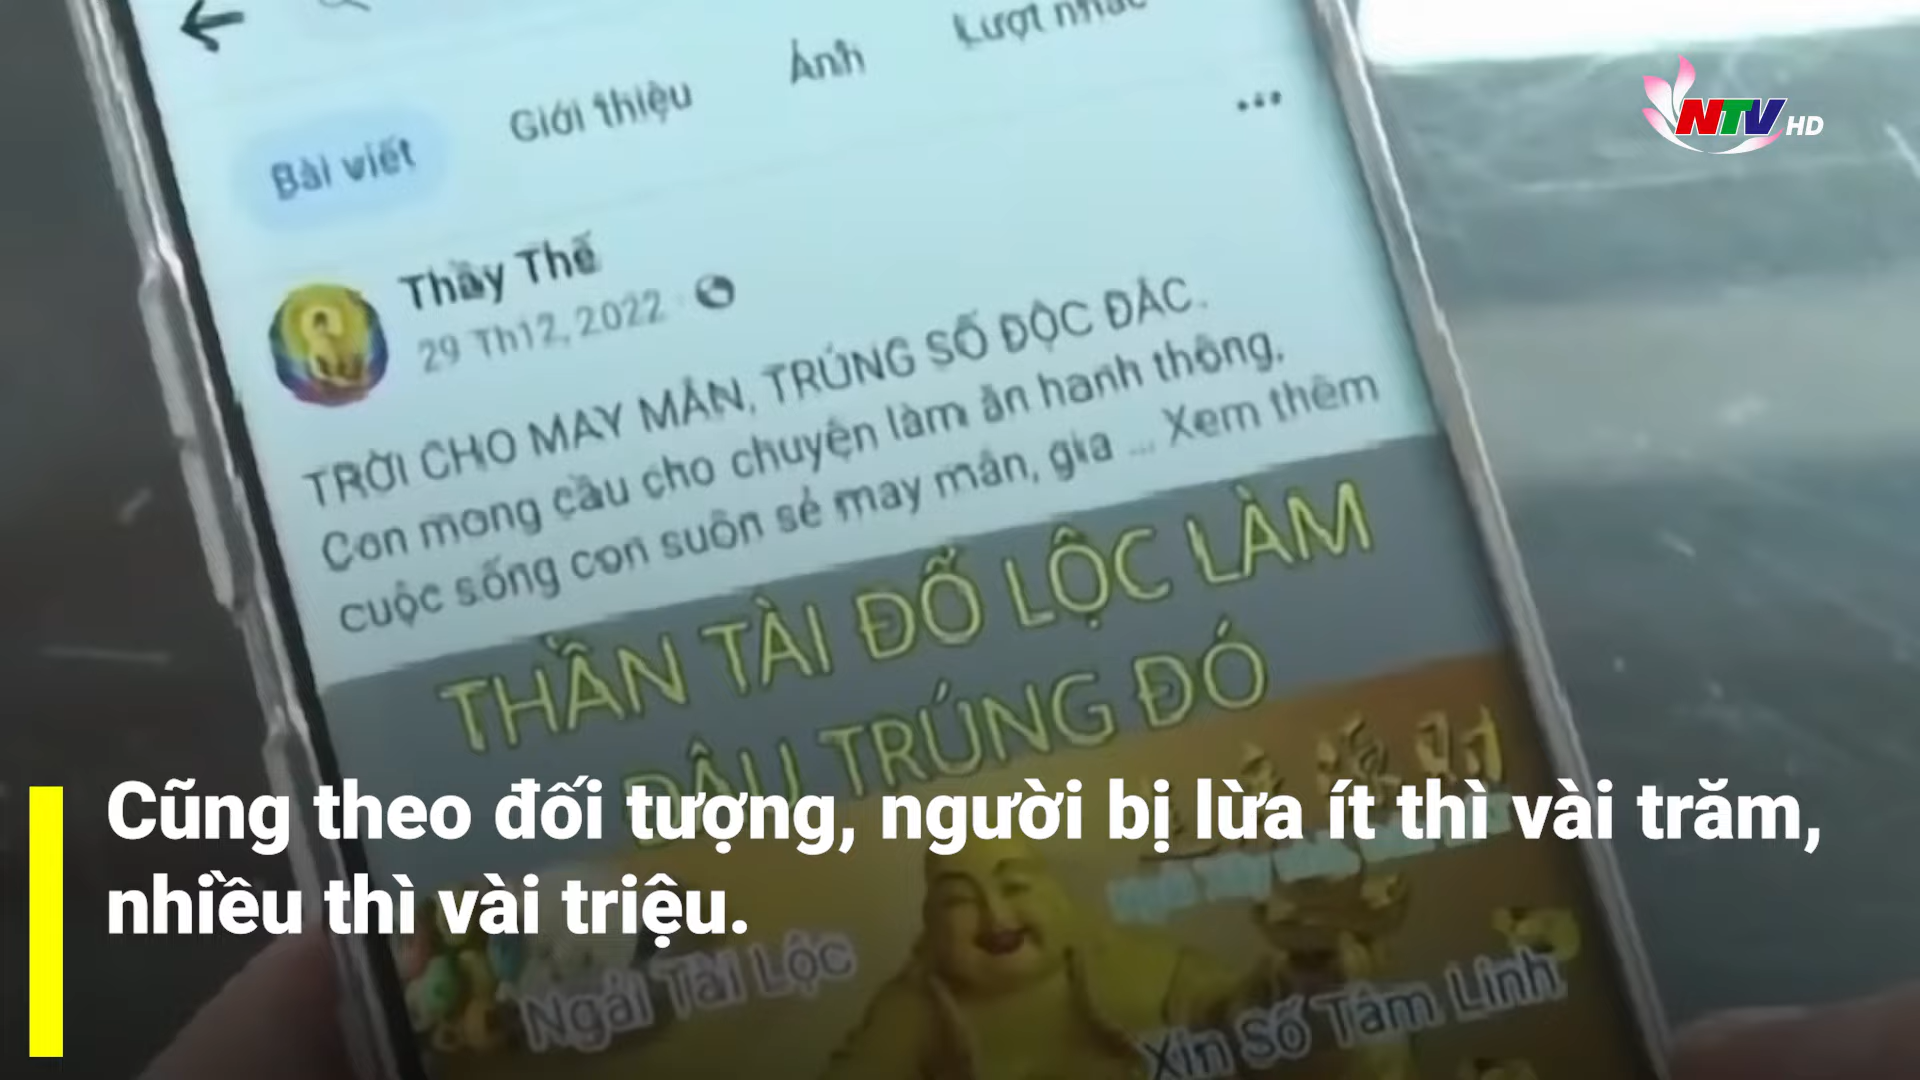 Ảnh
Lượt nhắc
Giới thiệu
Bài viết
NTV HD
Thầy Thế
29 Th12, 2022
TRỜI CHO MAY MẮN, TRÚNG SỐ ĐỘC ĐẮC.
Con mong cầu cho chuyện làm ăn hanh thông,
cuộc sống con suôn sẻ may mắn, gia ... Xem thêm
THẦN TÀI ĐỔ LỘC LÀM
ĐÂU TRÚNG ĐÓ
Cũng theo đối tượng, người bị lừa ít thì vài trăm,
nhiều thì vài triệu.
Ngải Tài Lộc
Xin Số Tâm Linh